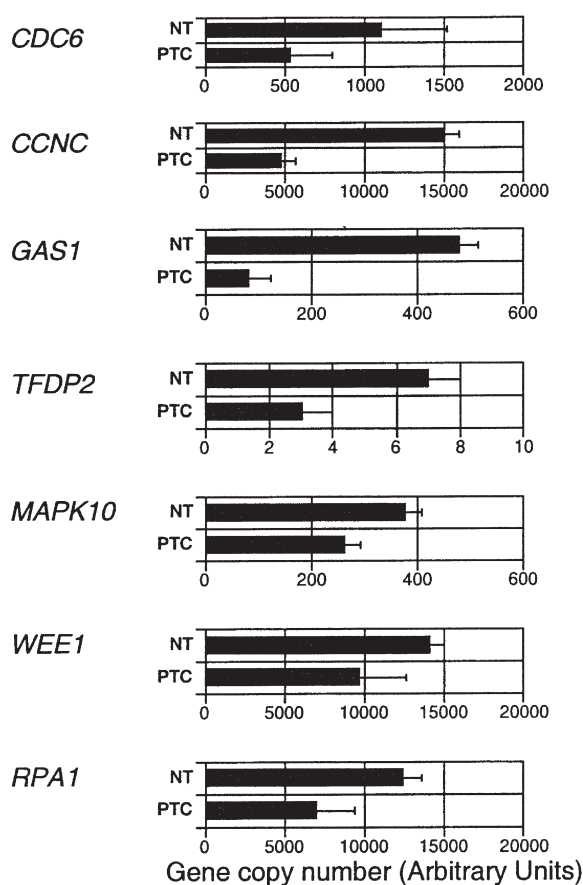 CDC6
NT
PTC
0 500 1000 1500 2000
CCNC
NT
PTC
0 5000 10000 15000 20000
GAS1
NT
PTC
0 200 400 600
TFDP2
NT
PTC
0 2 4 6 8 10
MAPK10
NT
PTC
0 200 400 600
WEE1
NT
PTC
0 5000 10000 15000 20000
RPA1
NT
PTC
0 5000 10000 15000 20000
Gene copy number (Arbitrary Units)